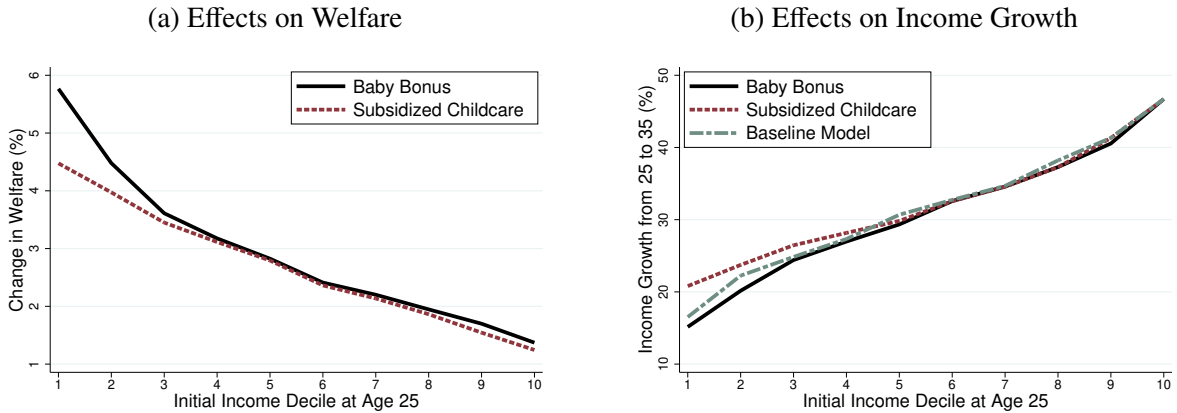 (a) Effects on Welfare
Change in Welfare (%)
6
5
4
3
2
1
Baby Bonus
Subsidized Childcare
1 2 3 4 5 6 7 8 9 10
Initial Income Decile at Age 25
(b) Effects on Income Growth
Income Growth from 25 to 35 (%)
50
40
30
20
10
Baby Bonus
Subsidized Childcare
Baseline Model
1 2 3 4 5 6 7 8 9 10
Initial Income Decile at Age 25